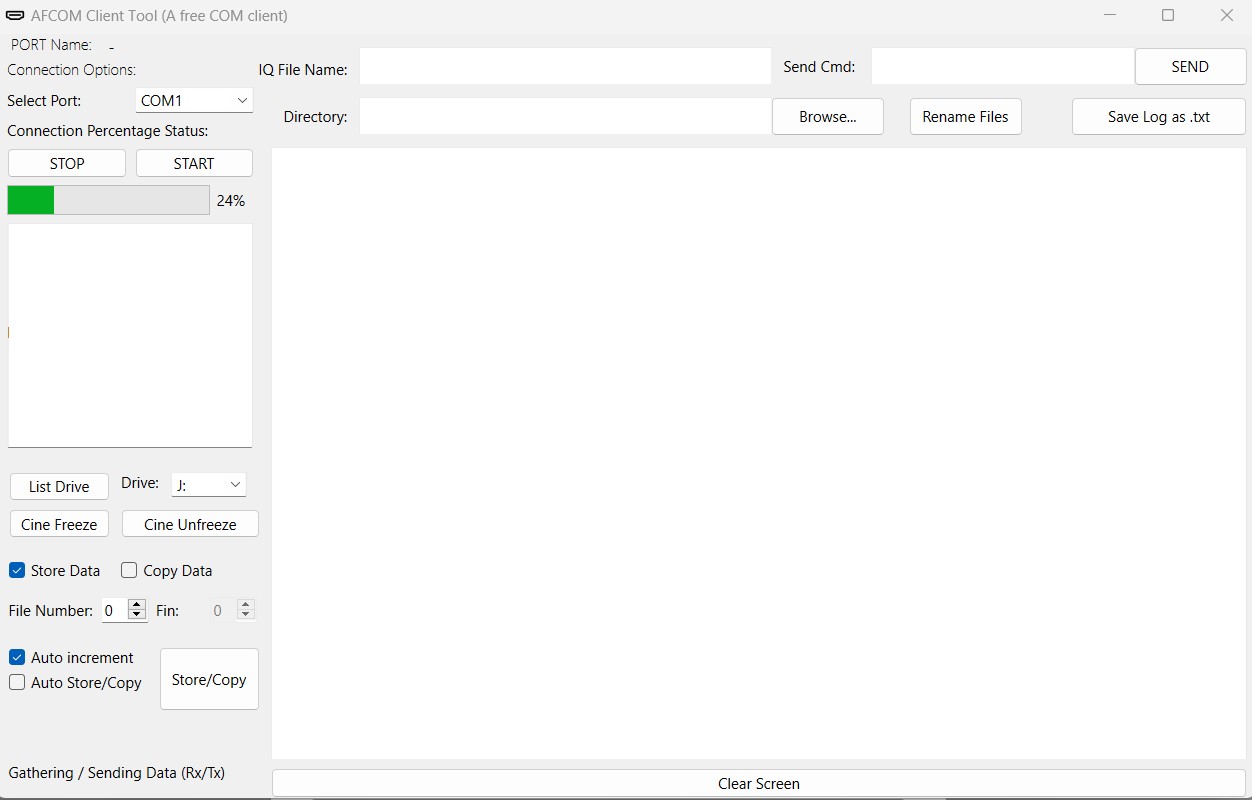 AFCOM Client Tool (A free COM client)
PORT Name: -
Connection Options:
IQ File Name:
Send Cmd:
SEND
Select Port:
COM1
Directory:
Browse...
Rename Files
Save Log as .txt
Connection Percentage Status:
STOP
START
24%
List Drive
Drive:
J:
Cine Freeze
Cine Unfreeze
Store Data
Copy Data
File Number:
0
Fin:
0
Auto increment
Auto Store/Copy
Store/Copy
Gathering / Sending Data (Rx/Tx)
Clear Screen